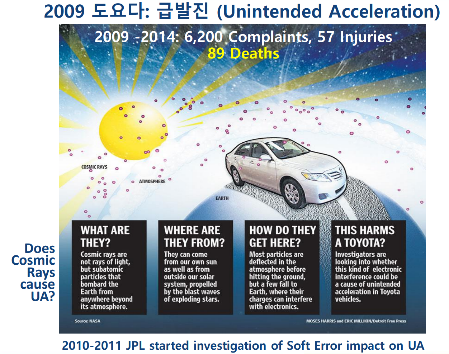 2009 도요다: 급발진 (Unintended Acceleration)
2009 -2014: 6,200 Complaints, 57 Injuries
89 Deaths
COSMIC RAYS
ATMOSPHERE
EARTH
Does
Cosmic
Rays
cause
UA?
WHAT ARE
THEY?
Cosmic rays are
not rays of light,
but subatomic
particles that
bombard the
Earth from
anywhere beyond
its atmosphere.
WHERE ARE
THEY FROM?
They can come
from our own sun
as well as from
outside our solar
system, propelled
by the blast waves
of exploding stars.
HOW DO THEY
GET HERE?
Most particles are
deflected in the
atmosphere before
hitting the ground,
but a few fall to
Earth, where their
charges can interfere
with electronics.
THIS HARMS
A TOYOTA?
Investigators are
looking into whether
this kind of electronic
interference could be
a cause of unintended
acceleration in Toyota
vehicles.
Source: NASA
MOSES HARRIS and ERIC MILLIKIN/Detroit Free Press
2010-2011 JPL started investigation of Soft Error impact on UA